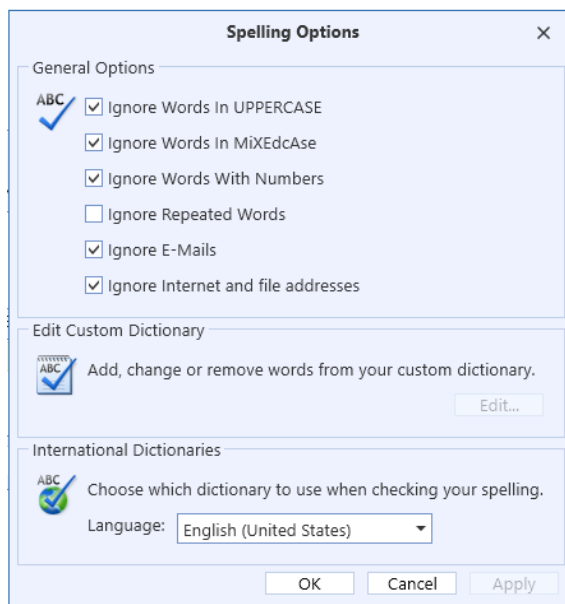 Spelling Options
General Options
ABC
Ignore Words In UPPERCASE
Ignore Words In MiXEdcAse
Ignore Words With Numbers
Ignore Repeated Words
Ignore E-Mails
Ignore Internet and file addresses
Edit Custom Dictionary
ABC
Add, change or remove words from your custom dictionary.
Edit...
International Dictionaries
ABC
Choose which dictionary to use when checking your spelling.
Language: English (United States)
OK Cancel Apply